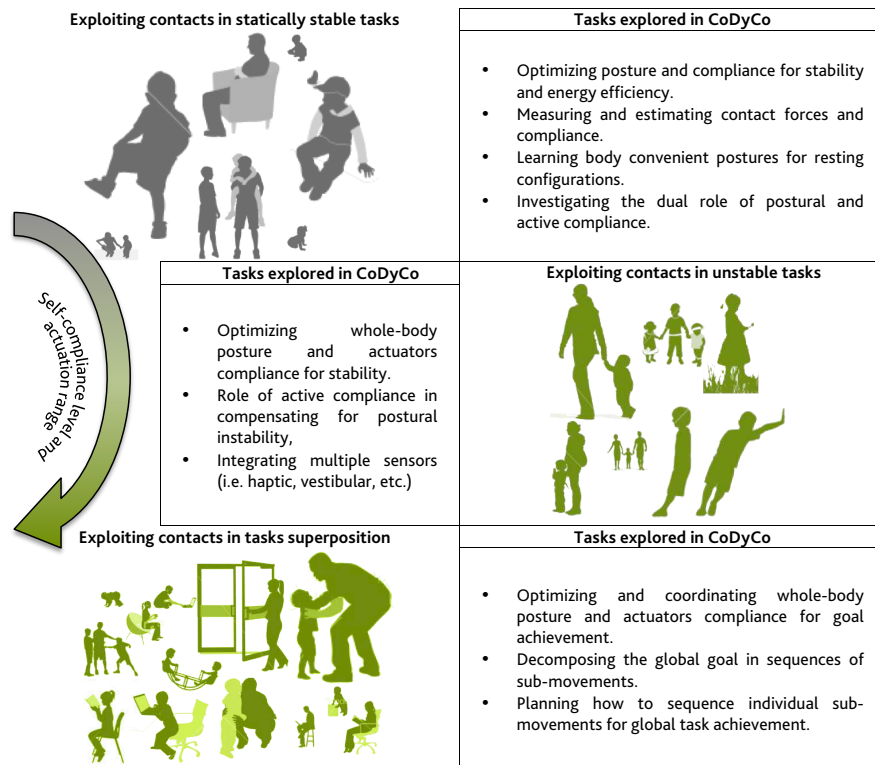 Exploiting contacts in statically stable tasks
Tasks explored in CoDyCo
• Optimizing posture and compliance for stability
and energy efficiency.
• Measuring and estimating contact forces and
compliance.
• Learning body convenient postures for resting
configurations.
• Investigating the dual role of postural and
active compliance.
Self-compliance level and
actuation range
Tasks explored in CoDyCo
• Optimizing whole-body
posture and actuators
compliance for stability.
• Role of active compliance in
compensating for postural
instability,
• Integrating multiple sensors
(i.e. haptic, vestibular, etc.)
Exploiting contacts in unstable tasks
Exploiting contacts in tasks superposition
Tasks explored in CoDyCo
• Optimizing and coordinating whole-body
posture and actuators compliance for goal
achievement.
• Decomposing the global goal in sequences of
sub-movements.
• Planning how to sequence individual sub-
movements for global task achievement.